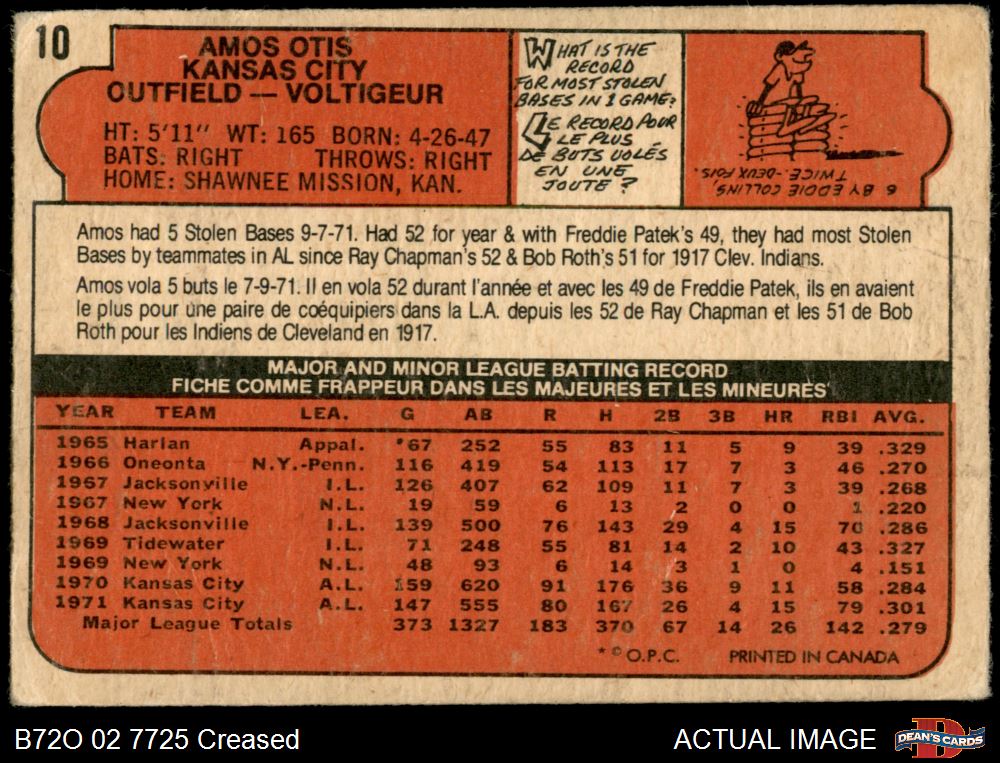 10
AMOS OTIS
KANSAS CITY
OUTFIELD — VOLTIGEUR
HT: 5'11" WT: 165 BORN: 4-26-47
BATS: RIGHT THROWS: RIGHT
HOME: SHAWNEE MISSION, KAN.
WHAT IS THE
RECORD
FOR MOST STOLEN
BASES IN 1 GAME?
LE RECORD POUR
LE PLUS
DE BUTS VOLÉS
EN UNE
JOUTE?
6 BY EDDIE COLLINS,
TWICE.-DEUX FOIS.
Amos had 5 Stolen Bases 9-7-71. Had 52 for year & with Freddie Patek's 49, they had most Stolen
Bases by teammates in AL since Ray Chapman's 52 & Bob Roth's 51 for 1917 Clev. Indians.
Amos vola 5 buts le 7-9-71. Il en vola 52 durant l'année et avec les 49 de Freddie Patek, ils en avaient
le plus pour une paire de coéquipiers dans la L.A. depuis les 52 de Ray Chapman et les 51 de Bob
Roth pour les Indiens de Cleveland en 1917.
MAJOR AND MINOR LEAGUE BATTING RECORD
FICHE COMME FRAPPEUR DANS LES MAJEURES ET LES MINEURES
YEAR TEAM LEA. G AB R H 2B 3B HR RBI AVG.
1965 Harlan Appal. *67 252 55 83 11 5 9 39 .329
1966 Oneonta N.Y.-Penn. 116 419 54 113 17 7 3 46 .270
1967 Jacksonville I.L. 126 407 62 109 11 7 3 39 .268
1967 New York N.L. 19 59 6 13 2 0 0 1 .220
1968 Jacksonville I.L. 139 500 76 143 29 4 15 70 .286
1969 Tidewater I.L. 71 248 55 81 14 2 10 43 .327
1969 New York N.L. 48 93 6 14 3 1 0 4 .151
1970 Kansas City A.L. 159 620 91 176 36 9 11 58 .284
1971 Kansas City A.L. 147 555 80 167 26 4 15 79 .301
Major League Totals 373 1327 183 370 67 14 26 142 .279
*©O.P.C. PRINTED IN CANADA
B72O 02 7725 Creased
ACTUAL IMAGE
D
DEAN'S CARDS